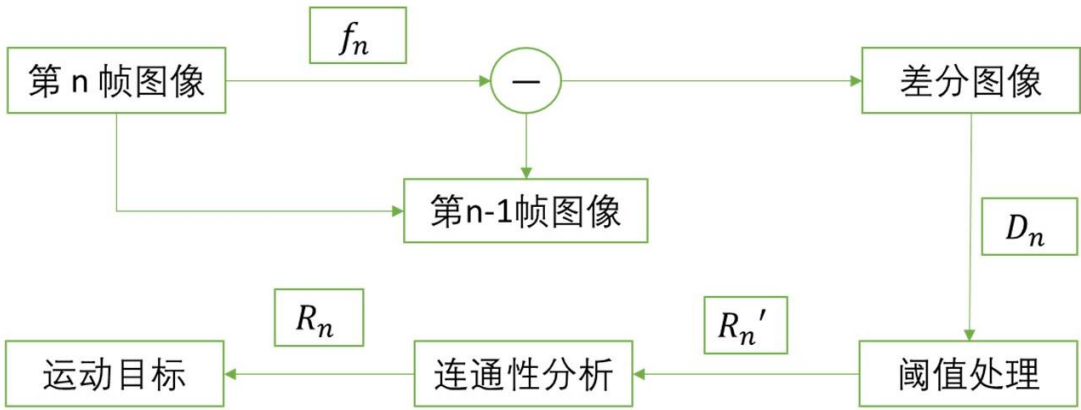 f_n
第 n 帧图像
—
差分图像
第n-1帧图像
D_n
R_n
R_n'
运动目标
连通性分析
阈值处理